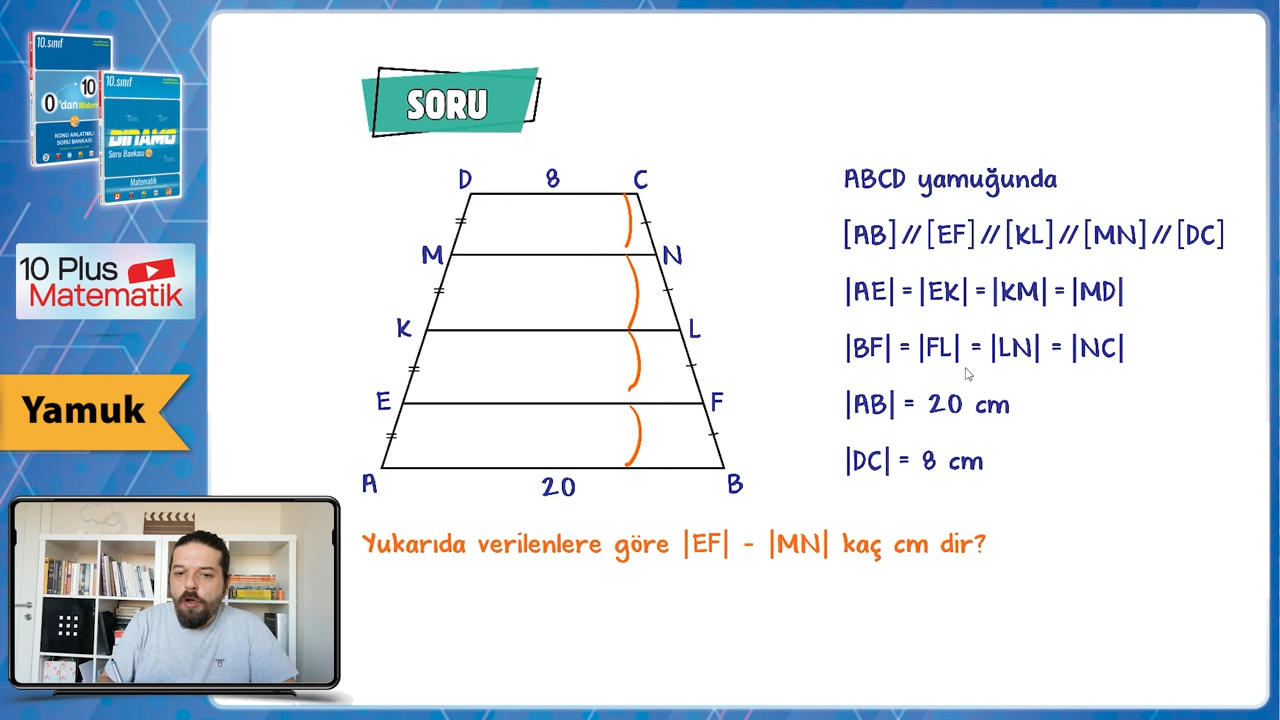 10.sınıf
0'dan 10
Matem
KONU ANLATIMLI
SORU BANKASI
10.sınıf
DİNAMO
Soru Bankası
Matematik
10 Plus
Matematik
Yamuk
SORU
D 8 C
M N
K L
E F
A 20 B
ABCD yamuğunda
[AB] // [EF] // [KL] // [MN] // [DC]
|AE| = |EK| = |KM| = |MD|
|BF| = |FL| = |LN| = |NC|
|AB| = 20 cm
|DC| = 8 cm
Yukarıda verilenlere göre |EF| - |MN| kaç cm dir?